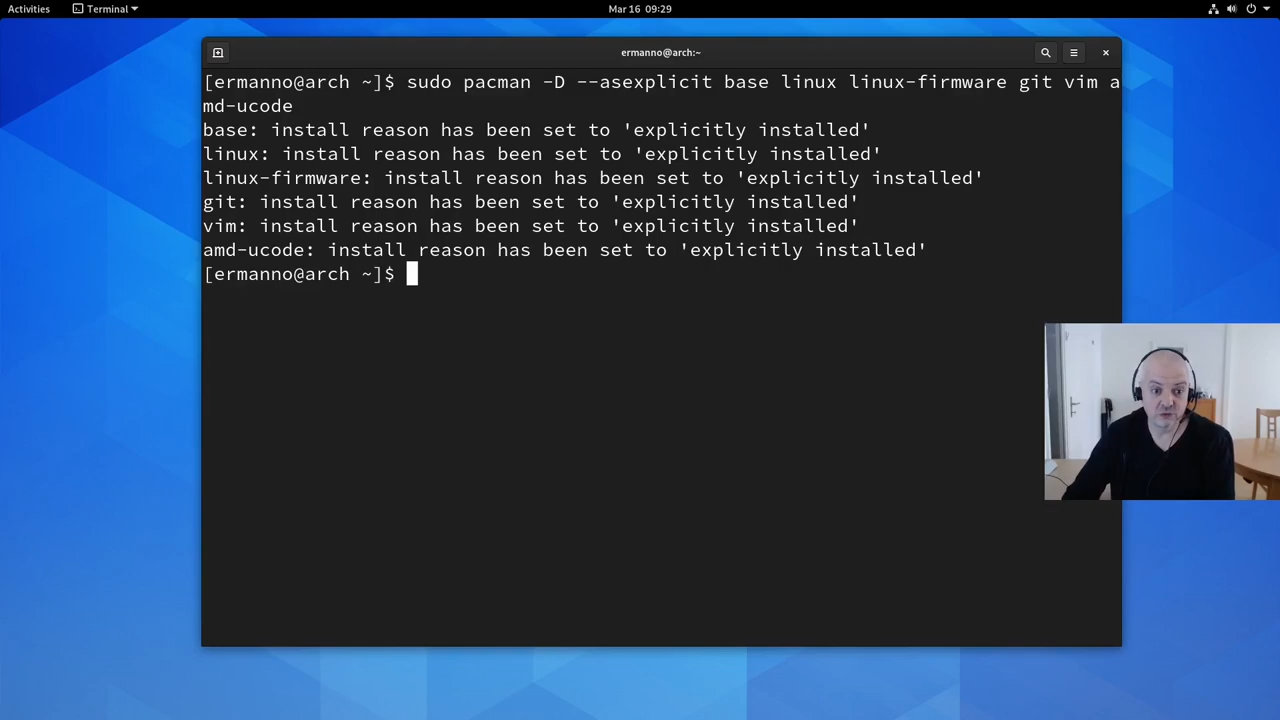 Activities Terminal Mar 16 09:29
ermanno@arch:~
[ermanno@arch ~]$ sudo pacman -D --asexplicit base linux linux-firmware git vim a
md-ucode
base: install reason has been set to 'explicitly installed'
linux: install reason has been set to 'explicitly installed'
linux-firmware: install reason has been set to 'explicitly installed'
git: install reason has been set to 'explicitly installed'
vim: install reason has been set to 'explicitly installed'
amd-ucode: install reason has been set to 'explicitly installed'
[ermanno@arch ~]$